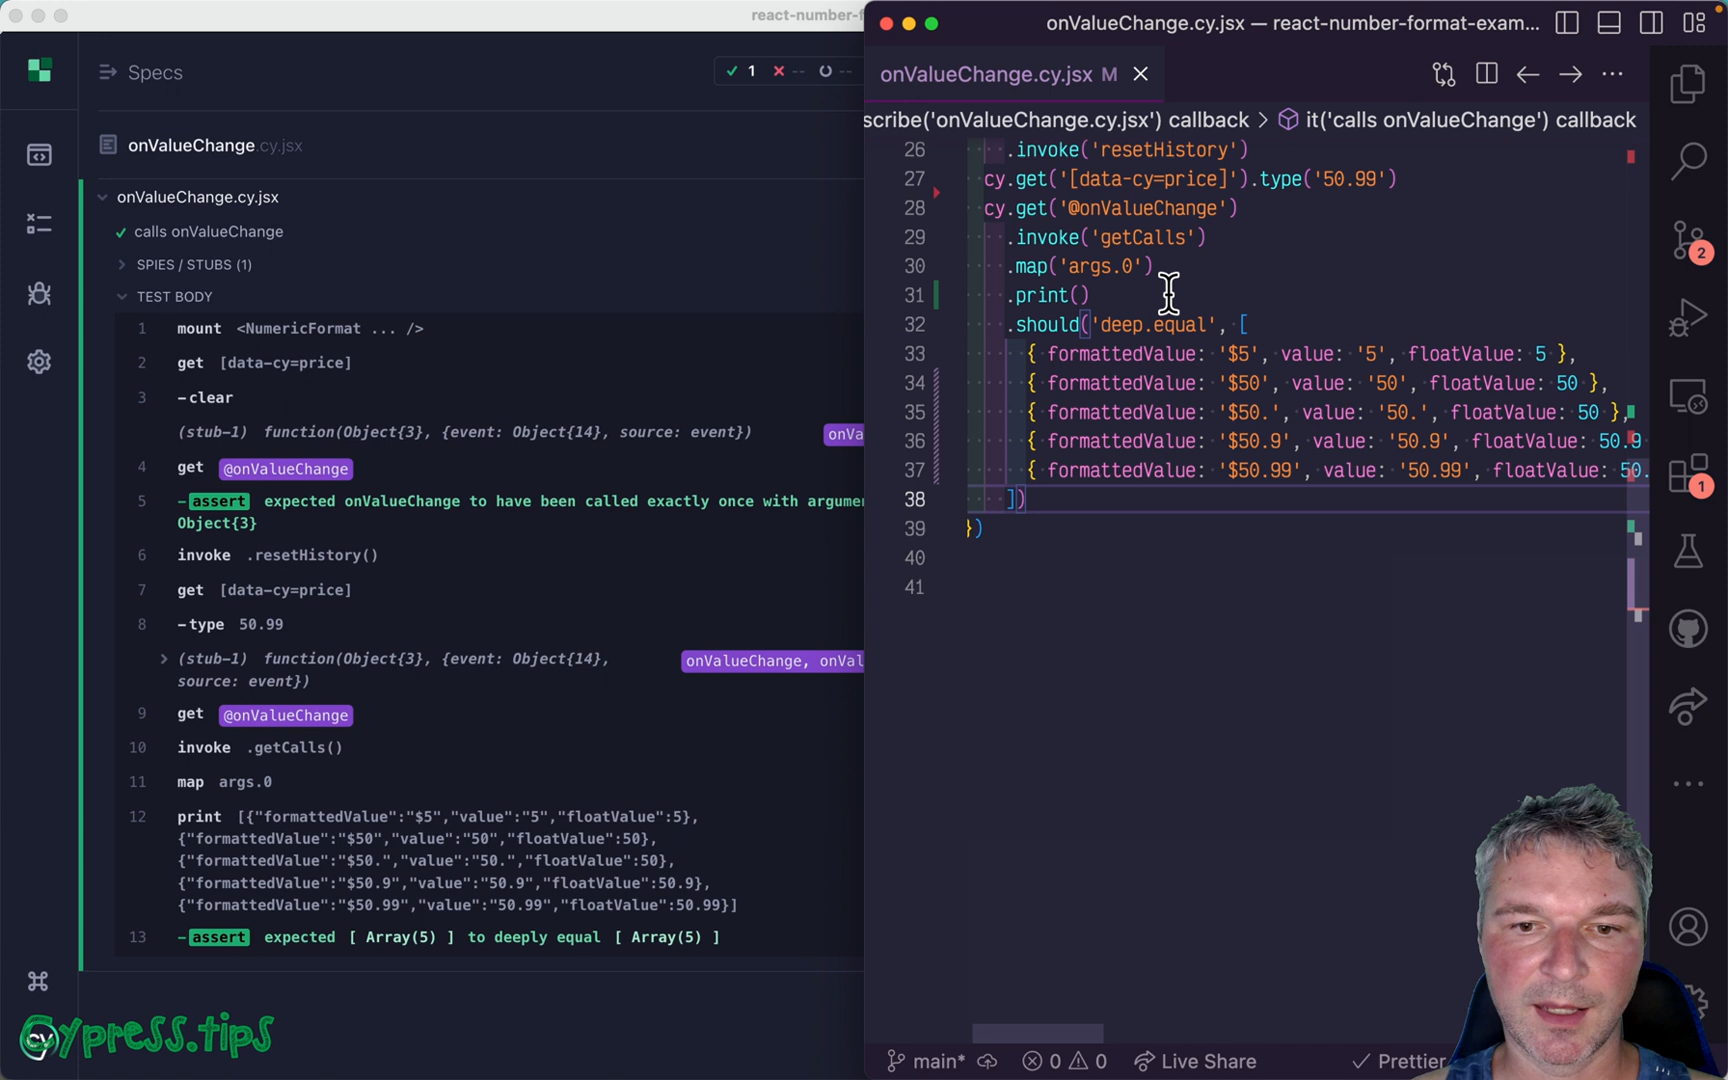 react-number-f
Specs
1 -- --
onValueChange.cy.jsx
onValueChange.cy.jsx
calls onValueChange
SPIES / STUBS (1)
TEST BODY
1 mount <NumericFormat ... />
2 get [data-cy=price]
3 -clear
(stub-1) function(Object{3}, {event: Object{14}, source: event}) onVa
4 get @onValueChange
5 -assert expected onValueChange to have been called exactly once with argumen
Object{3}
6 invoke .resetHistory()
7 get [data-cy=price]
8 -type 50.99
(stub-1) function(Object{3}, {event: Object{14}, onValueChange, onVal
source: event})
9 get @onValueChange
10 invoke .getCalls()
11 map args.0
12 print [{"formattedValue":"$5","value":"5","floatValue":5},
{"formattedValue":"$50","value":"50","floatValue":50},
{"formattedValue":"$50.","value":"50.","floatValue":50},
{"formattedValue":"$50.9","value":"50.9","floatValue":50.9},
{"formattedValue":"$50.99","value":"50.99","floatValue":50.99}]
13 -assert expected [ Array(5) ] to deeply equal [ Array(5) ]
Cypress.tips
cy
onValueChange.cy.jsx — react-number-format-exam...
onValueChange.cy.jsx M
scribe('onValueChange.cy.jsx') callback > it('calls onValueChange') callback
26 .invoke('resetHistory')
27 cy.get('[data-cy=price]').type('50.99')
28 cy.get('@onValueChange')
29 .invoke('getCalls')
30 .map('args.0')
31 .print()
32 .should('deep.equal', [
33 { formattedValue: '$5', value: '5', floatValue: 5 },
34 { formattedValue: '$50', value: '50', floatValue: 50 },
35 { formattedValue: '$50.', value: '50.', floatValue: 50 },
36 { formattedValue: '$50.9', value: '50.9', floatValue: 50.9
37 { formattedValue: '$50.99', value: '50.99', floatValue: 50.
38 ])
39 })
40
41
2
1
main* 0 0 Live Share Prettier